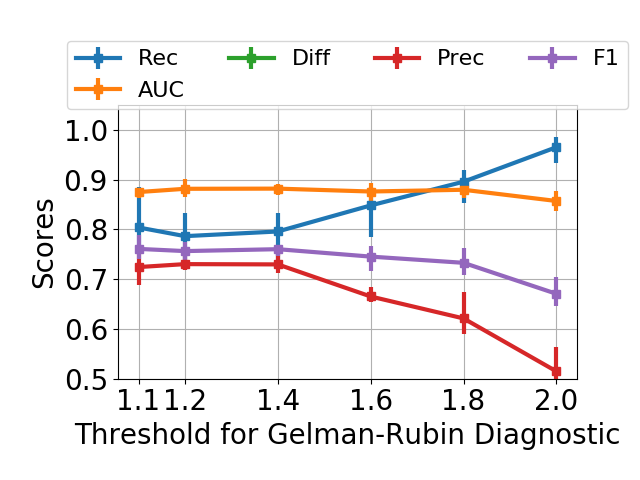 Rec Diff Prec F1
AUC
1.0
0.9
0.8
0.7
0.6
0.5
Scores
1.1 1.2 1.4 1.6 1.8 2.0
Threshold for Gelman-Rubin Diagnostic